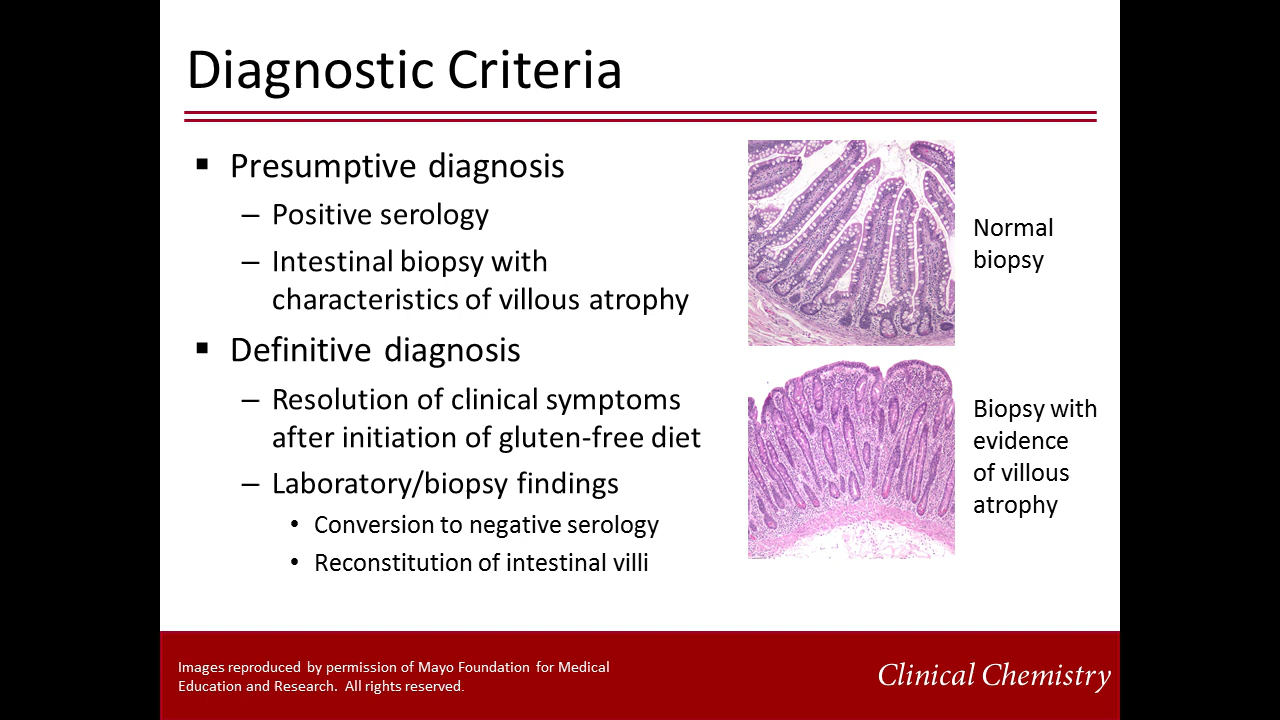 Diagnostic Criteria
▪ Presumptive diagnosis
– Positive serology
– Intestinal biopsy with
characteristics of villous atrophy
▪ Definitive diagnosis
– Resolution of clinical symptoms
after initiation of gluten-free diet
– Laboratory/biopsy findings
• Conversion to negative serology
• Reconstitution of intestinal villi
Normal
biopsy
Biopsy with
evidence
of villous
atrophy
Images reproduced by permission of Mayo Foundation for Medical
Education and Research. All rights reserved.
Clinical Chemistry